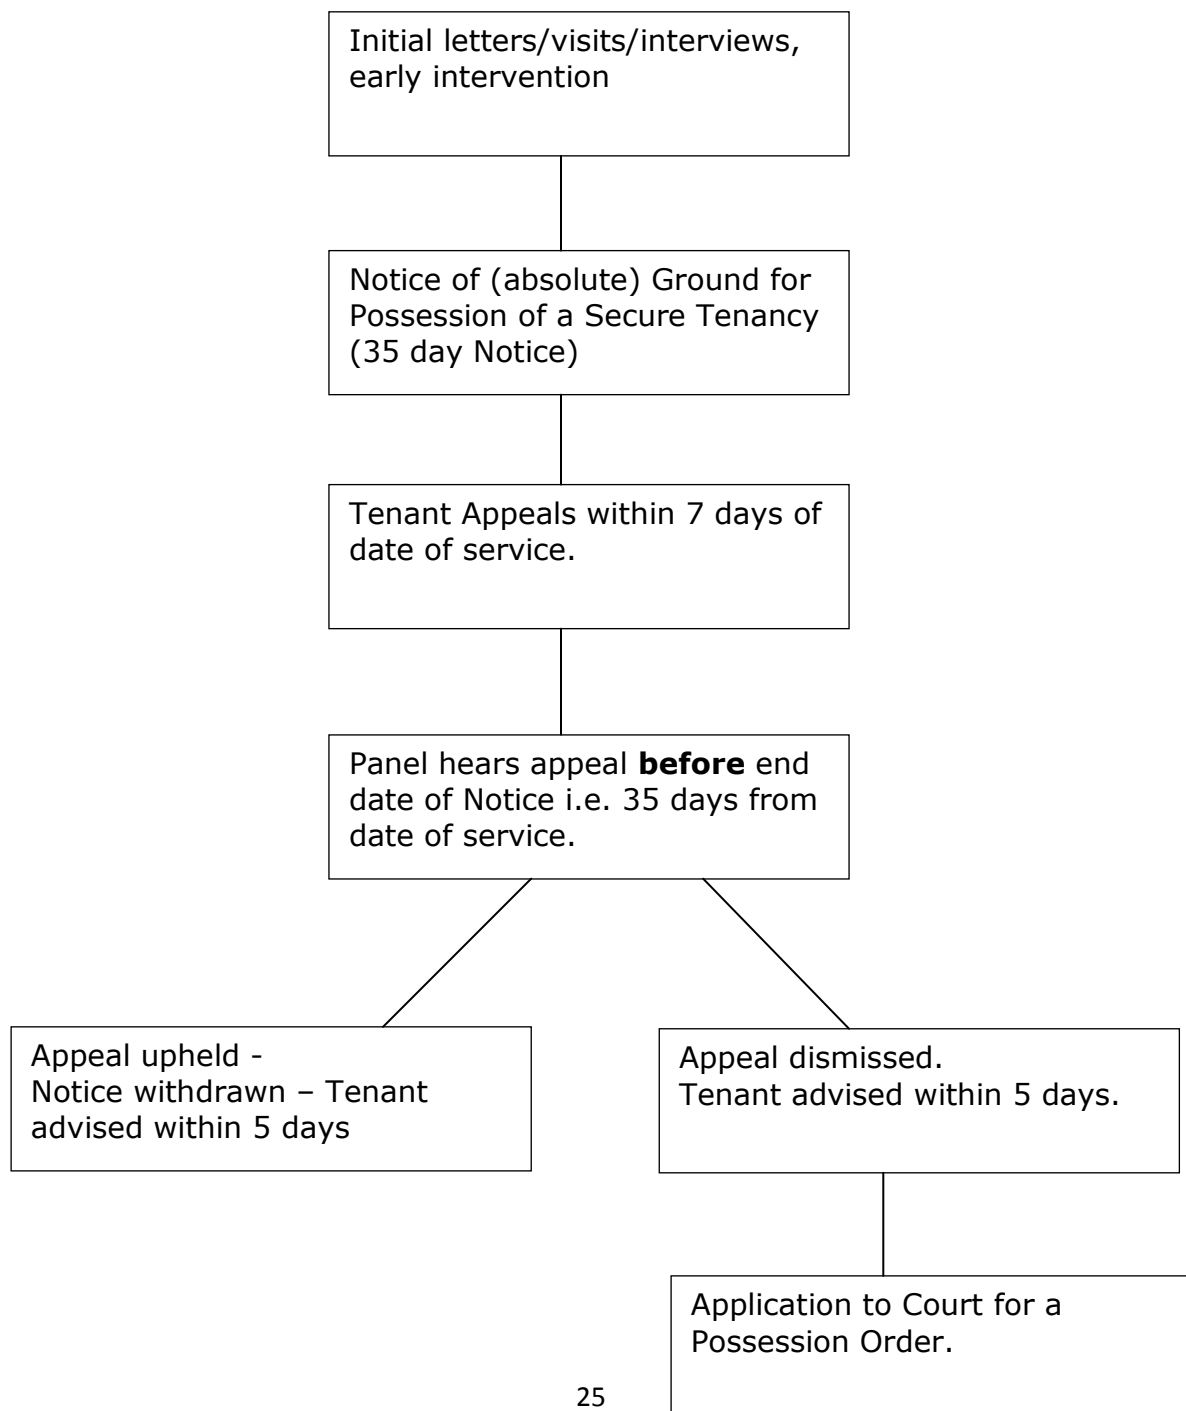 Initial letters/visits/interviews,
early intervention
Notice of (absolute) Ground for
Possession of a Secure Tenancy
(35 day Notice)
Tenant Appeals within 7 days of
date of service.
Panel hears appeal before end
date of Notice i.e. 35 days from
date of service.
Appeal upheld -
Notice withdrawn – Tenant
advised within 5 days
Appeal dismissed.
Tenant advised within 5 days.
Application to Court for a
Possession Order.
25